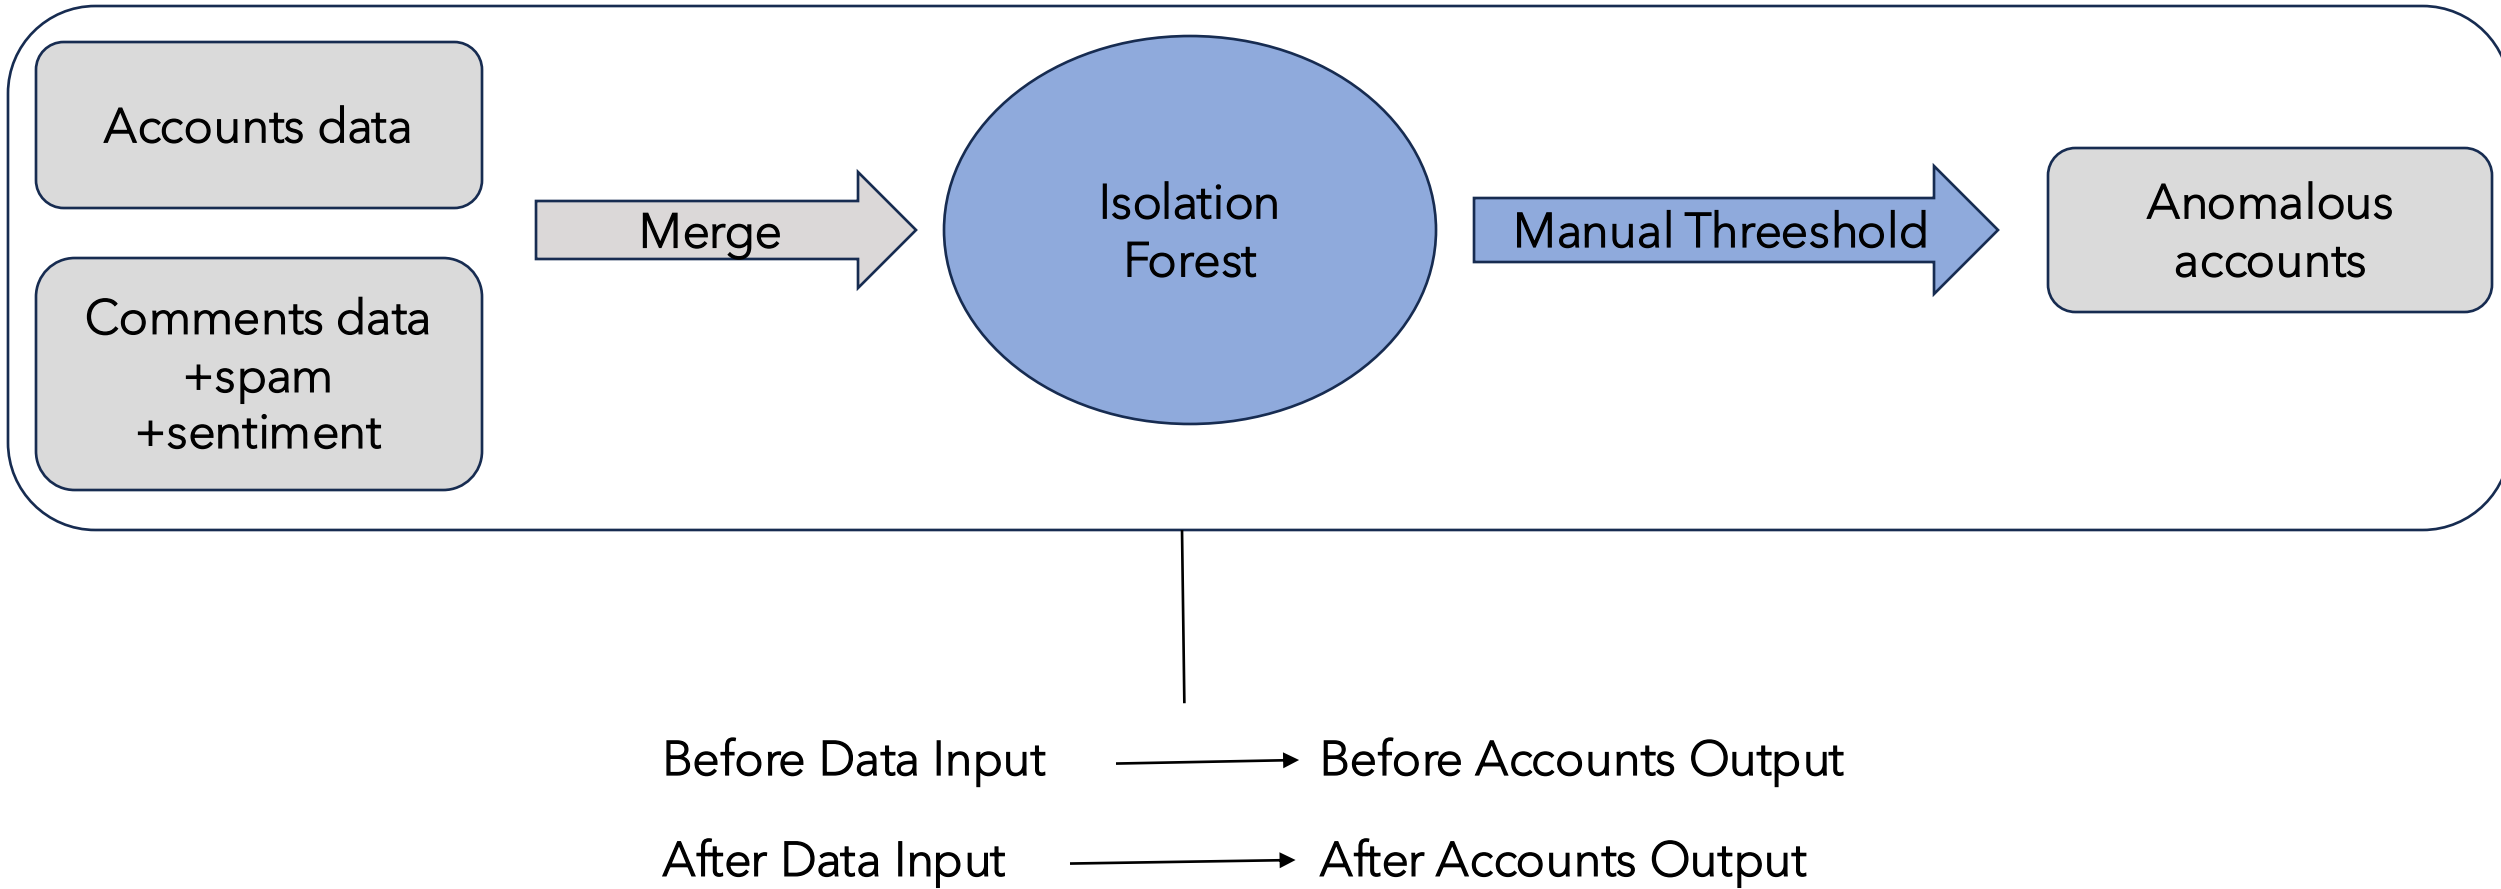 Accounts data
Comments data
+spam
+sentiment
Merge
Isolation
Forest
Manual Threeshold
Anomalous
accounts
Before Data Input
Before Accounts Output
After Daa Input
After Accounts Output